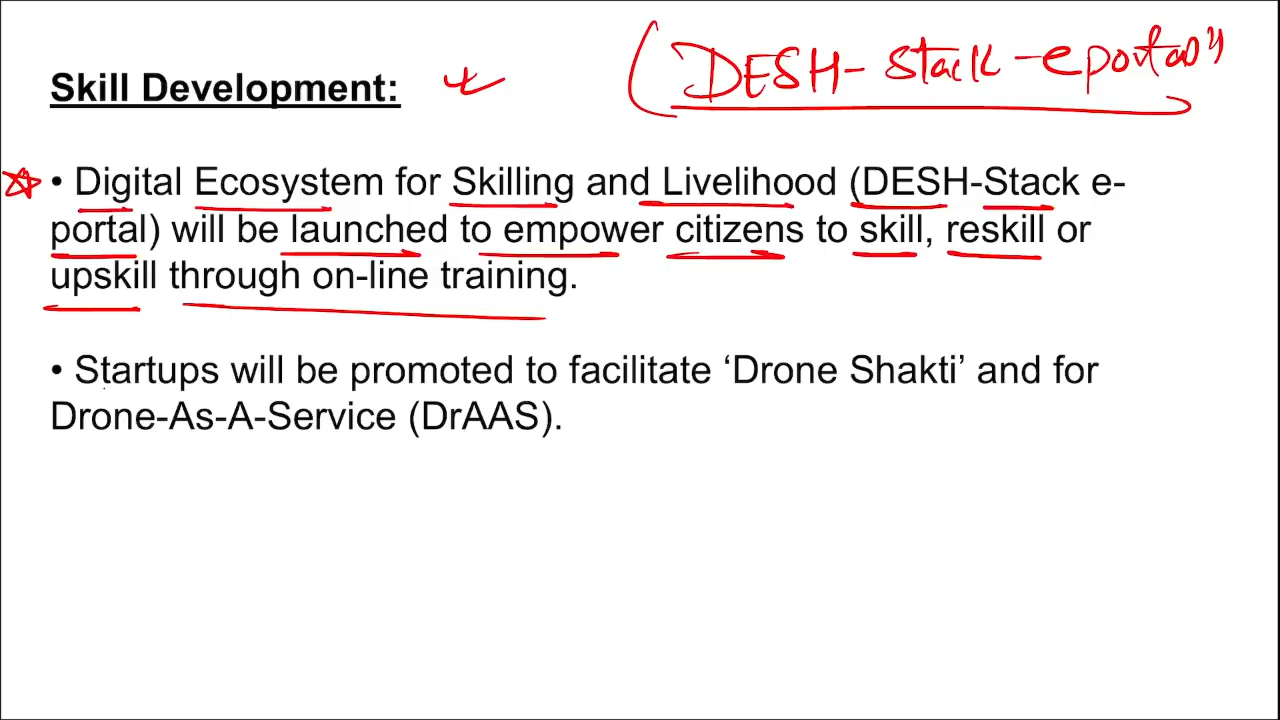 (DESH-Stack-eportal"
Skill Development:
• Digital Ecosystem for Skilling and Livelihood (DESH-Stack e-
portal) will be launched to empower citizens to skill, reskill or
upskill through on-line training.
• Startups will be promoted to facilitate ‘Drone Shakti’ and for
Drone-As-A-Service (DrAAS).